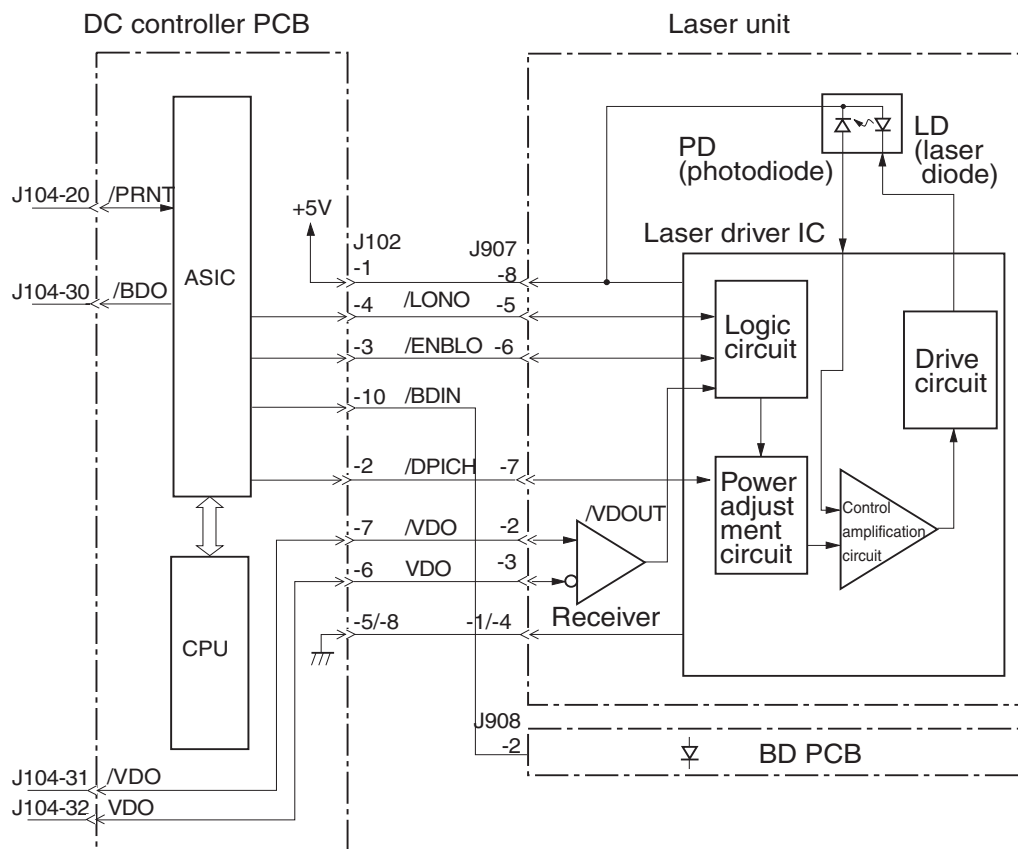 DC controller PCB
Laser unit
PD
(photodiode)
LD
(laser
diode)
J104-20
/PRNT
+5V
J102
J907
Laser driver IC
ASIC
-1
-8
J104-30
/BDO
-4
/LONO
-5
Logic
circuit
-3
/ENBLO
-6
Drive
circuit
-10
/BDIN
-2
/DPICH
-7
Power
adjust
ment
circuit
Control
amplification
circuit
/VDOUT
-7
/VDO
-2
-6
VDO
-3
Receiver
-5/-8
-1/-4
CPU
J908
-2
BD PCB
J104-31
/VDO
J104-32
VDO